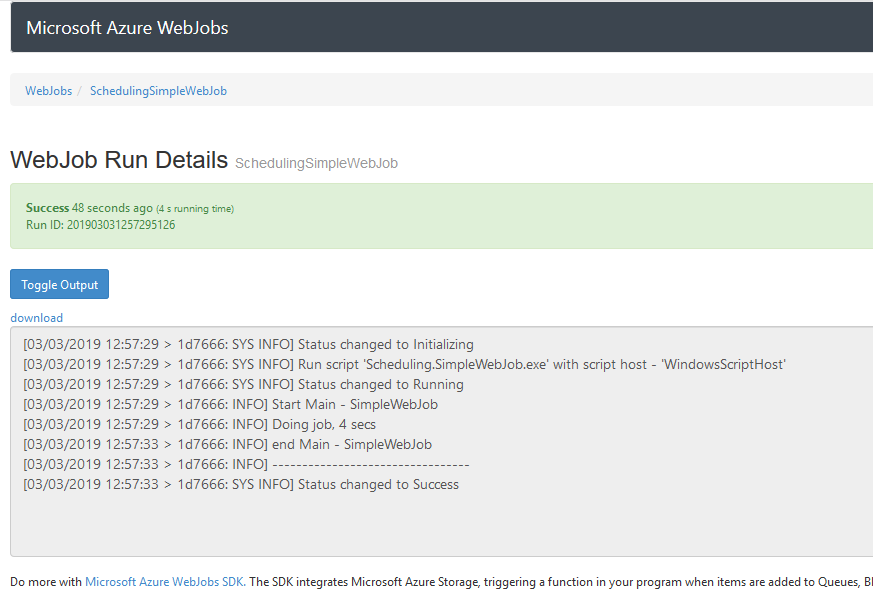 Microsoft Azure WebJobs
WebJobs / SchedulingSimpleWebJob
WebJob Run Details SchedulingSimpleWebJob
Success 48 seconds ago (4 s running time)
Run ID: 201903031257295126
Toggle Output
download
[03/03/2019 12:57:29 > 1d7666: SYS INFO] Status changed to Initializing
[03/03/2019 12:57:29 > 1d7666: SYS INFO] Run script 'Scheduling.SimpleWebJob.exe' with script host - 'WindowsScriptHost'
[03/03/2019 12:57:29 > 1d7666: SYS INFO] Status changed to Running
[03/03/2019 12:57:29 > 1d7666: INFO] Start Main - SimpleWebJob
[03/03/2019 12:57:29 > 1d7666: INFO] Doing job, 4 secs
[03/03/2019 12:57:33 > 1d7666: INFO] end Main - SimpleWebJob
[03/03/2019 12:57:33 > 1d7666: INFO] ---------------------------------
[03/03/2019 12:57:33 > 1d7666: SYS INFO] Status changed to Success
Do more with Microsoft Azure WebJobs SDK. The SDK integrates Microsoft Azure Storage, triggering a function in your program when items are added to Queues,